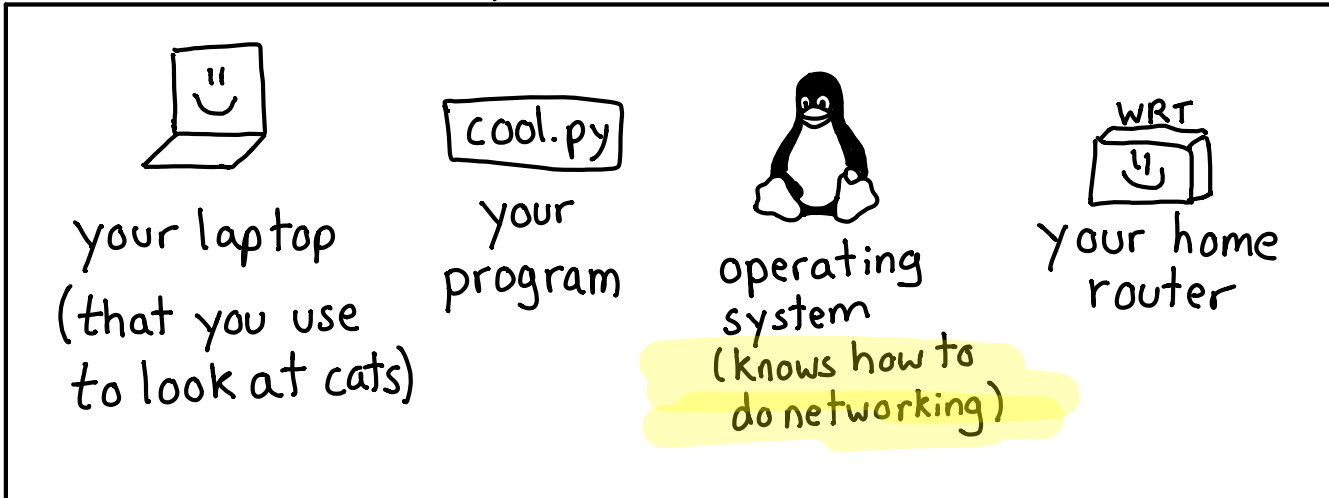 your laptop
(that you use
to look at cats)
cool.py
your
program
operating
system
(knows how to
do networking)
WRT
your home
router